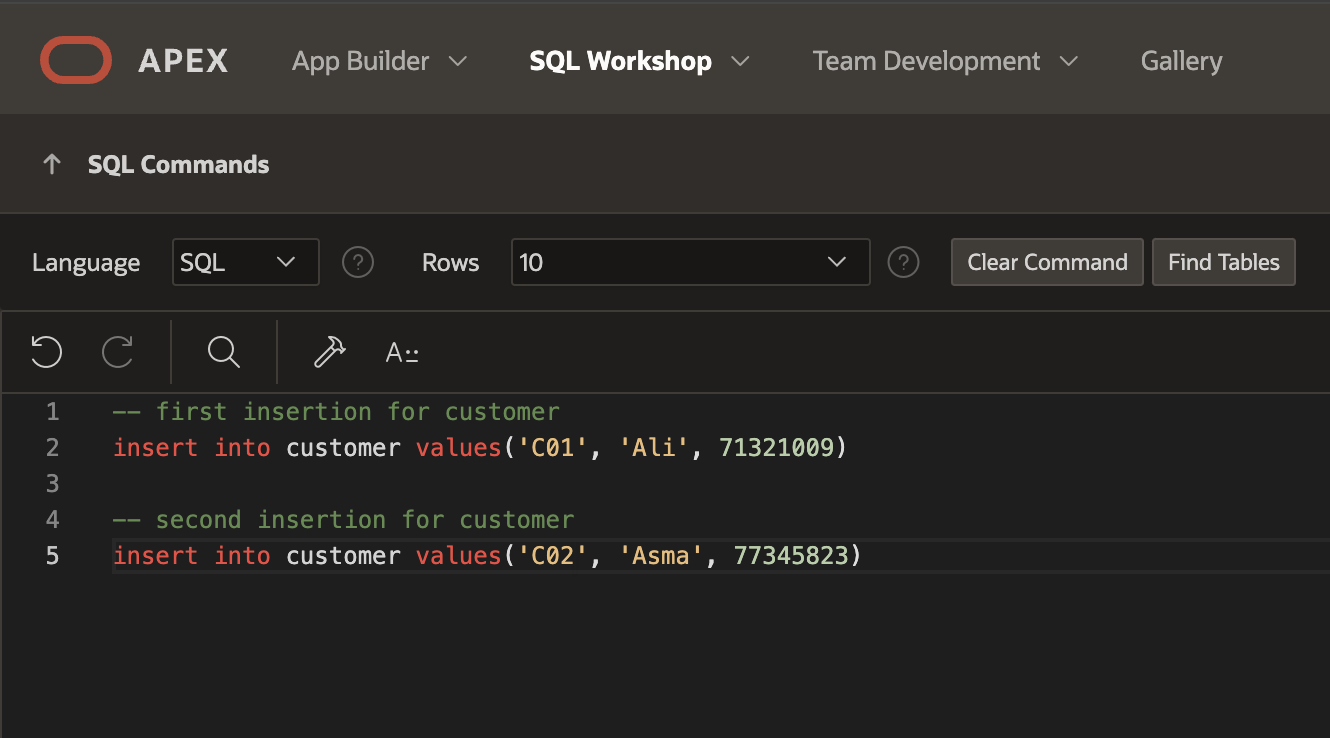 APEX App Builder SQL Workshop Team Development Gallery
SQL Commands
Language SQL ? Rows 10 ? Clear Command Find Tables
A
1 -- first insertion for customer
2 insert into customer values('C01', 'Ali', 71321009)
3
4 -- second insertion for customer
5 insert into customer values('C02', 'Asma', 77345823)